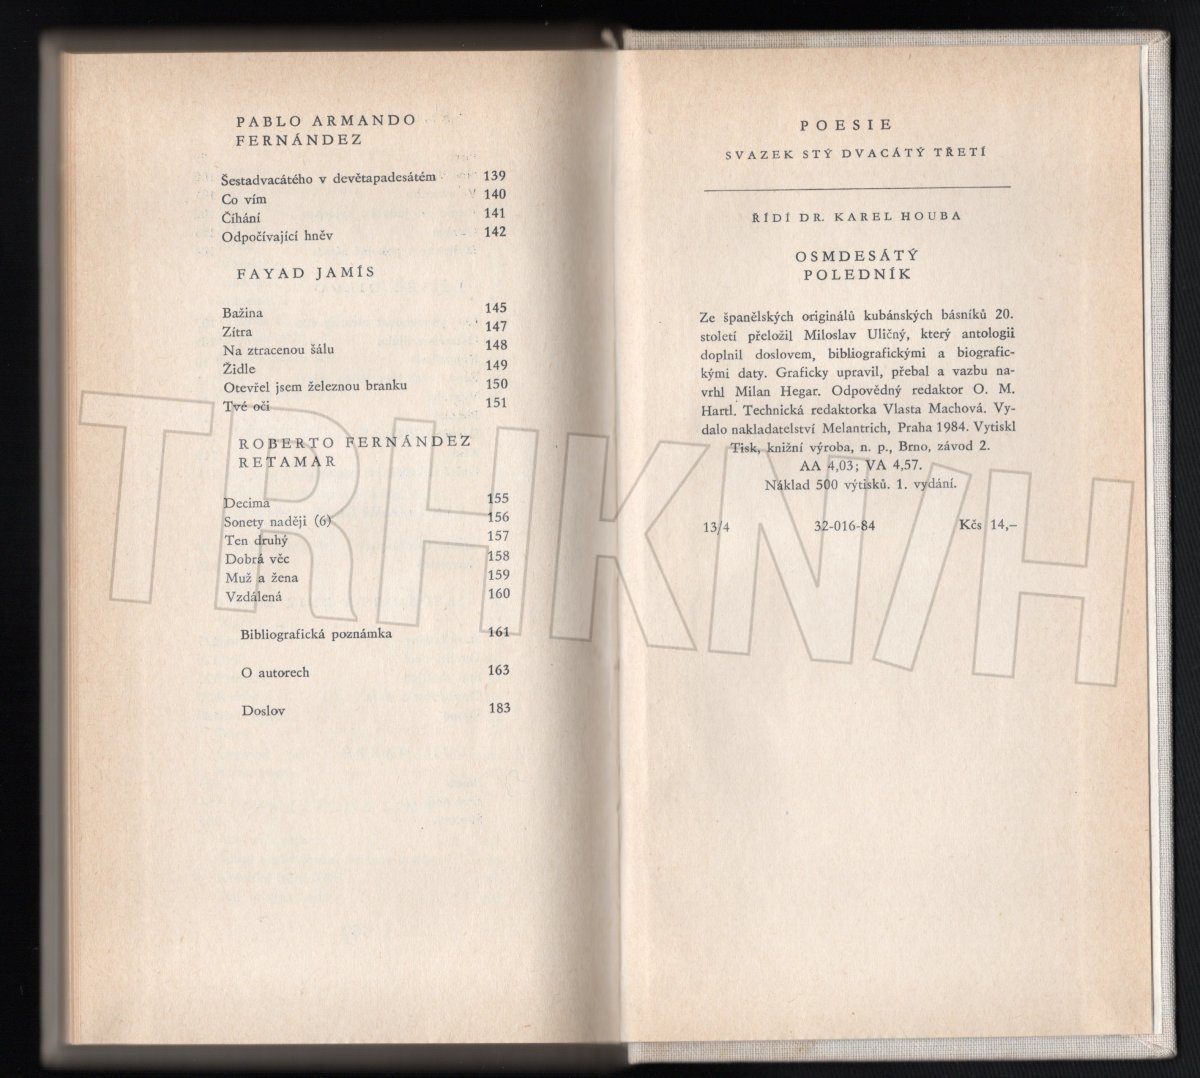 PABLO ARMANDO
FERNÁNDEZ
Šestadvacátého v devětapadesátém 139
Co vím 140
Číhání 141
Odpočívající hněv 142
FAYAD JAMÍS
Bažina 145
Zítra 147
Na ztracenou šálu 148
Židle 149
Otevřel jsem železnou branku 150
Tvé oči 151
ROBERTO FERNÁNDEZ
RETAMAR
Decima 155
Sonety naději (6) 156
Ten druhý 157
Dobrá věc 158
Muž a žena 159
Vzdálená 160
Bibliografická poznámka 161
O autorech 163
Doslov 183
POESIE
SVAZEK STÝ DVACÁTÝ TŘETÍ
ŘÍDÍ DR. KAREL HOUBA
OSMDESÁTÝ
POLEDNÍK
Ze španělských originálů kubánských básníků 20.
století přeložil Miloslav Uličný, který antologii
doplnil doslovem, bibliografickými a biografic-
kými daty. Graficky upravil, přebal a vazbu na-
vrhl Milan Hegar. Odpovědný redaktor O. M.
Hartl. Technická redaktorka Vlasta Machová. Vy-
dalo nakladatelství Melantrich, Praha 1984. Vytiskl
Tisk, knižní výroba, n. p., Brno, závod 2.
AA 4,03; VA 4,57.
Náklad 500 výtisků. 1. vydání.
13/4 32-016-84 Kčs 14,–
TRHKNIH